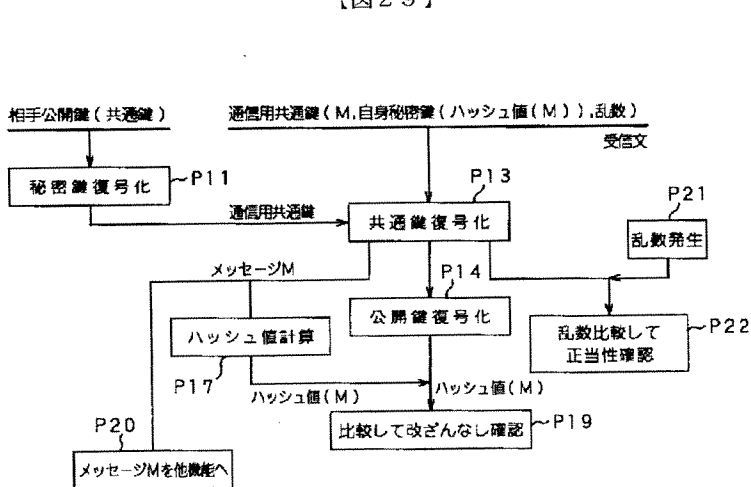 【図29】
相手公開鍵(共通鍵)
通信用共通鍵(M,自身秘密鍵(ハッシュ値(M)),乱数)
受信文
秘密鍵復号化
P11
P13
P21
通信用共通鍵
共通鍵復号化
乱数発生
メッセージM
P14
公開鍵復号化
ハッシュ値計算
乱数比較して
正当性確認
P22
P17
ハッシュ値(M)
ハッシュ値(M)
P20
比較して改ざんなし確認
P19
メッセージMを他機能へ